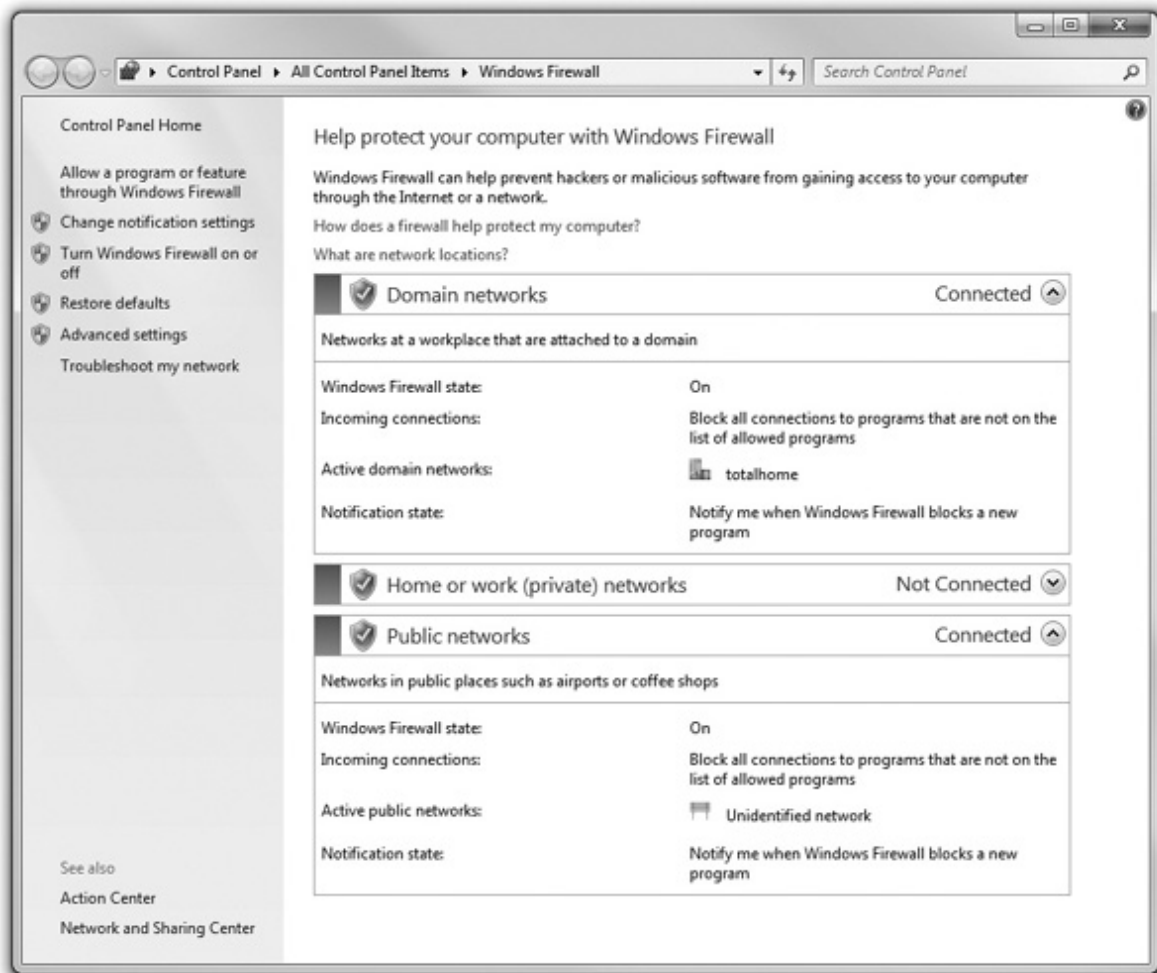 Control Panel All Control Panel Items Windows Firewall
Search Control Panel
Control Panel Home
Allow a program or feature
through Windows Firewall
Change notification settings
Turn Windows Firewall on or
off
Restore defaults
Advanced settings
Troubleshoot my network
See also
Action Center
Network and Sharing Center
Help protect your computer with Windows Firewall
Windows Firewall can help prevent hackers or malicious software from gaining access to your computer
through the Internet or a network.
How does a firewall help protect my computer?
What are network locations?
Domain networks Connected
Networks at a workplace that are attached to a domain
Windows Firewall state: On
Incoming connections: Block all connections to programs that are not on the
list of allowed programs
Active domain networks: totalhome
Notification state: Notify me when Windows Firewall blocks a new
program
Home or work (private) networks Not Connected
Public networks Connected
Networks in public places such as airports or coffee shops
Windows Firewall state: On
Incoming connections: Block all connections to programs that are not on the
list of allowed programs
Active public networks: Unidentified network
Notification state: Notify me when Windows Firewall blocks a new
program